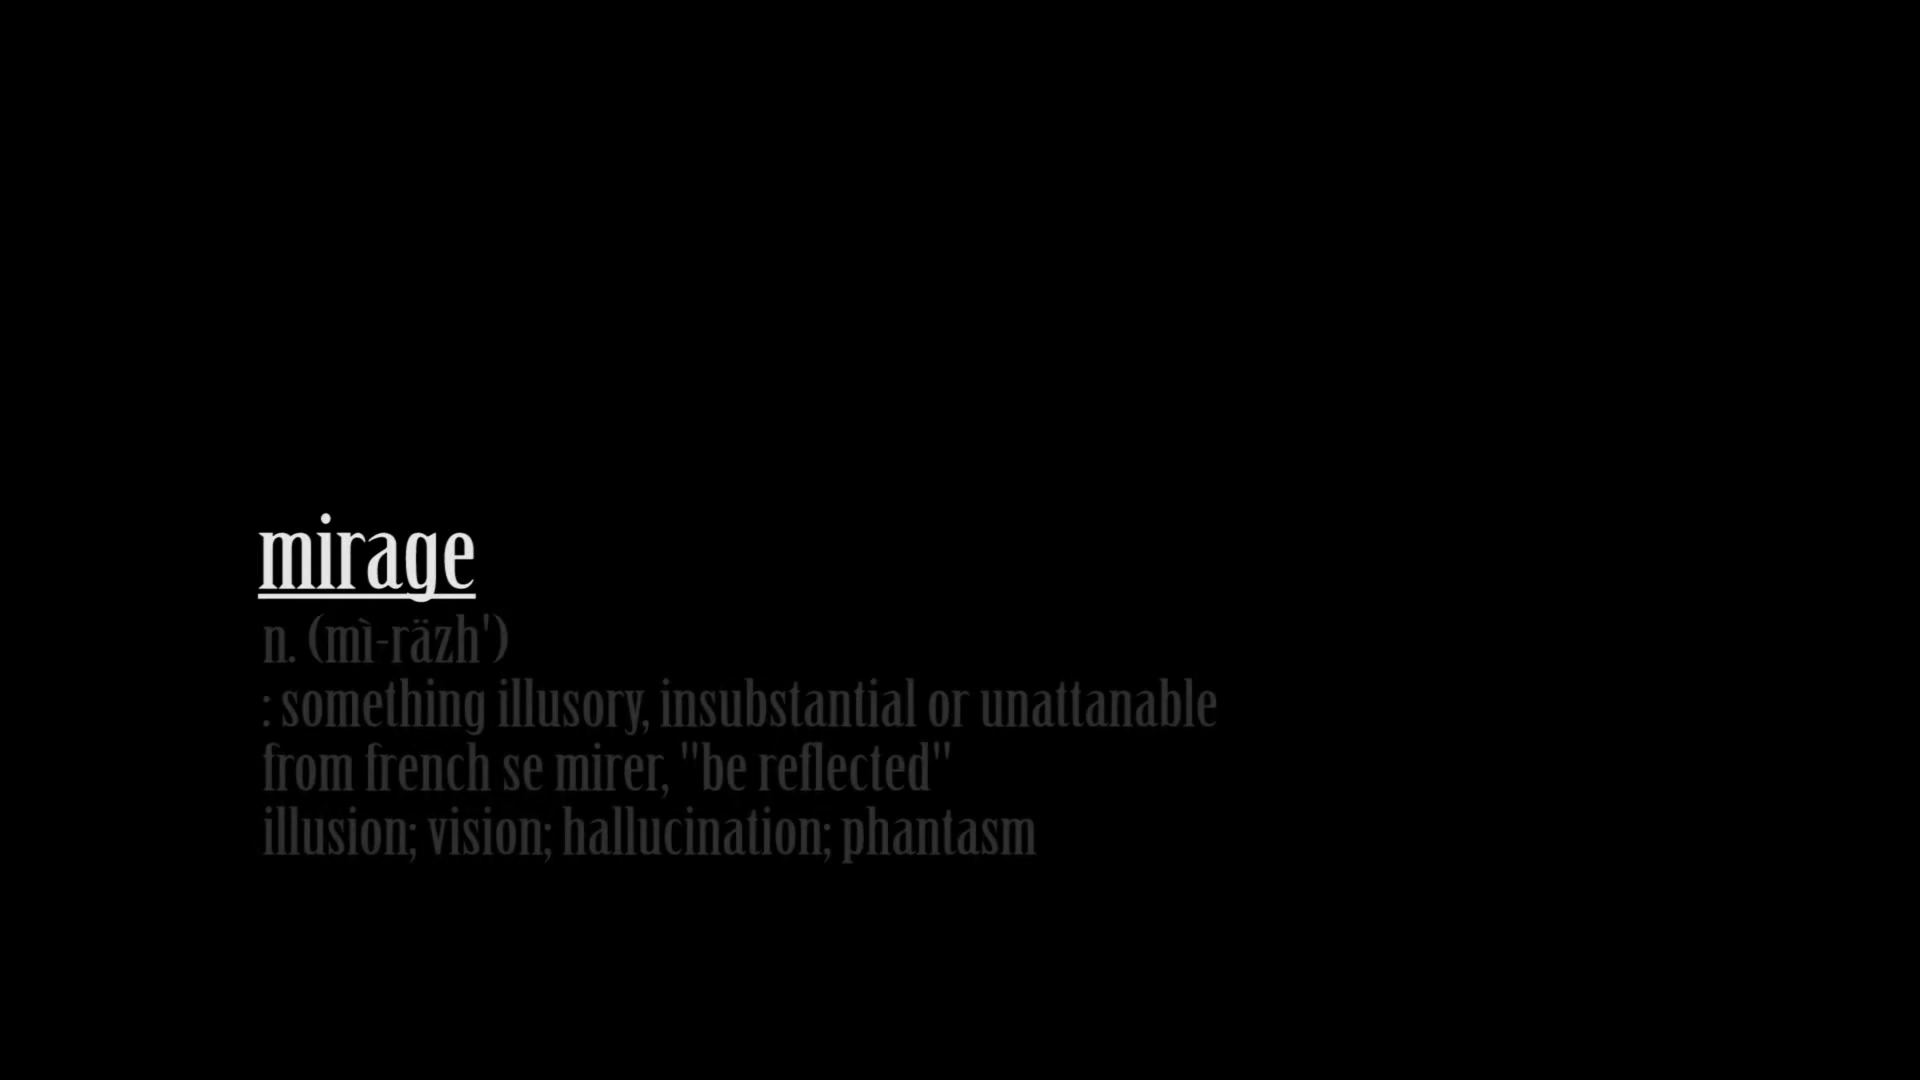 mirage
n. (mì-räzh')
: something illusory, insubstantial or unattanable
from french se mirer, "be reflected"
illusion; vision; hallucination; phantasm